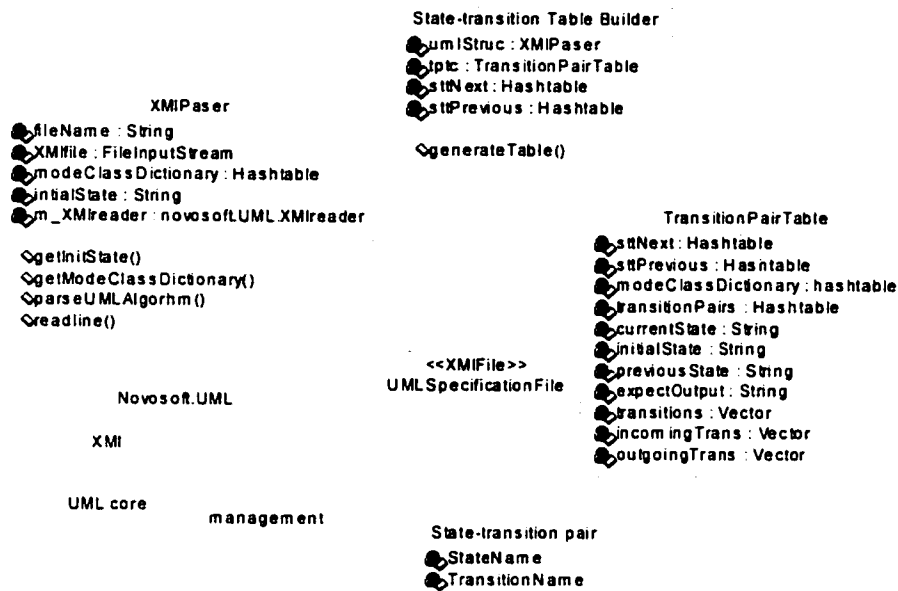 State-transition Table Builder
umlStruc : XMIPaser
tptc : TransitionPairTable
sttNext : Hashtable
sttPrevious : Hashtable
generateTable()
XMIPaser
fileName : String
XMIfile : FileInputStream
modeClassDictionary : Hashtable
intialState : String
m_XMIreader : novosoft.UML.XMIreader
getInitState()
getModeClassDictionary()
parseUMLAlgorhm()
readline()
TransitionPairTable
sttNext : Hashtable
sttPrevious : Hashtable
modeClassDictionary : hashtable
transitionPairs : Hashtable
currentState : String
initialState : String
previousState : String
expectOutput : String
transitions : Vector
incomingTrans : Vector
outgoingTrans : Vector
<<XMIFile>>
UMLSpecificationFile
Novosoft.UML
XMI
UML core
management
State-transition pair
StateName
TransitionName